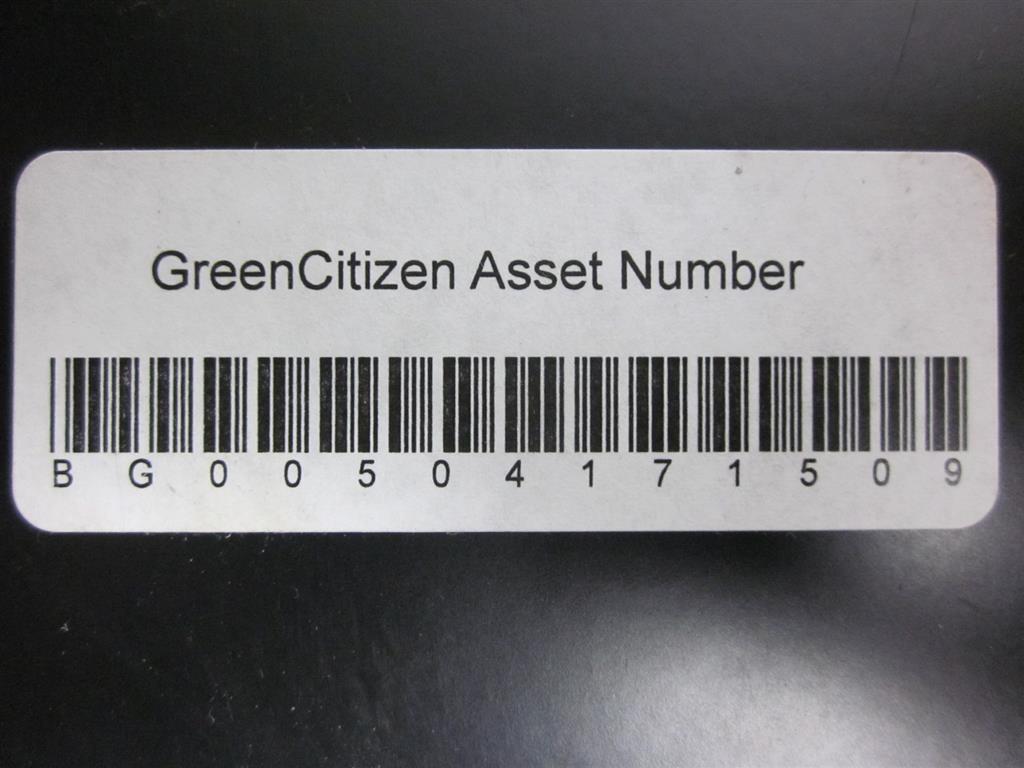 GreenCitizen Asset Number
B G 0 0 5 0 4 1 7 1 5 0 9